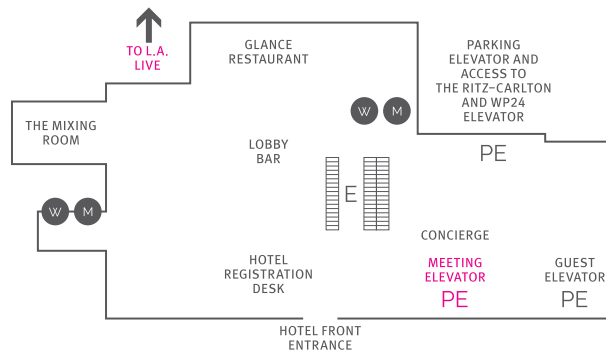 TO L.A.
LIVE
GLANCE
RESTAURANT
PARKING
ELEVATOR AND
ACCESS TO
THE RITZ–CARLTON
AND WP24
ELEVATOR
PE
W M
THE MIXING
ROOM
LOBBY
BAR
E
W M
CONCIERGE
HOTEL
REGISTRATION
DESK
MEETING
ELEVATOR
PE
GUEST
ELEVATOR
PE
HOTEL FRONT
ENTRANCE